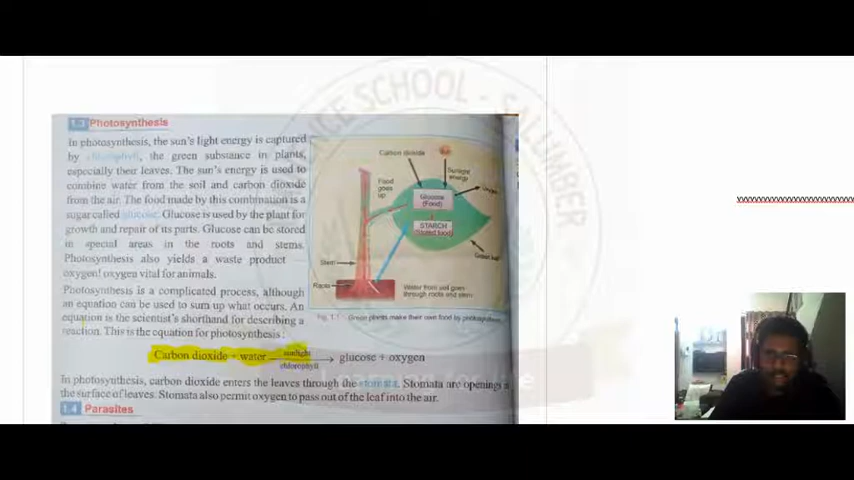 1.3 Photosynthesis
In photosynthesis, the sun's light energy is captured
by chlorophyll, the green substance in plants,
especially their leaves. The sun's energy is used to
combine water from the soil and carbon dioxide
from the air. The food made by this combination is a
sugar called glucose. Glucose is used by the plant for
growth and repair of its parts. Glucose can be stored
in special areas in the roots and stems.
Photosynthesis also yields a waste product
oxygen! oxygen vital for animals.
Photosynthesis is a complicated process, although
an equation can be used to sum up what occurs. An
equation is the scientist's shorthand for describing a
reaction. This is the equation for photosynthesis:
Carbon dioxide + water sunlight chlorophyll → glucose + oxygen
In photosynthesis, carbon dioxide enters the leaves through the stomata. Stomata are openings
the surface of leaves. Stomata also permit oxygen to pass out of the leaf into the air.
1.4 Parasites
Carbon dioxide
Sun
Sunlight
energy
Food
goes
up
Glucose
(Food)
STARCH
(Stored food)
Green leaf
Stem
Roots
Water from soil goes
through roots and stem
Fig. 1.1 Green plants make their own food by photosynthesis
SCHOOL
SALUMBER
Learning for use